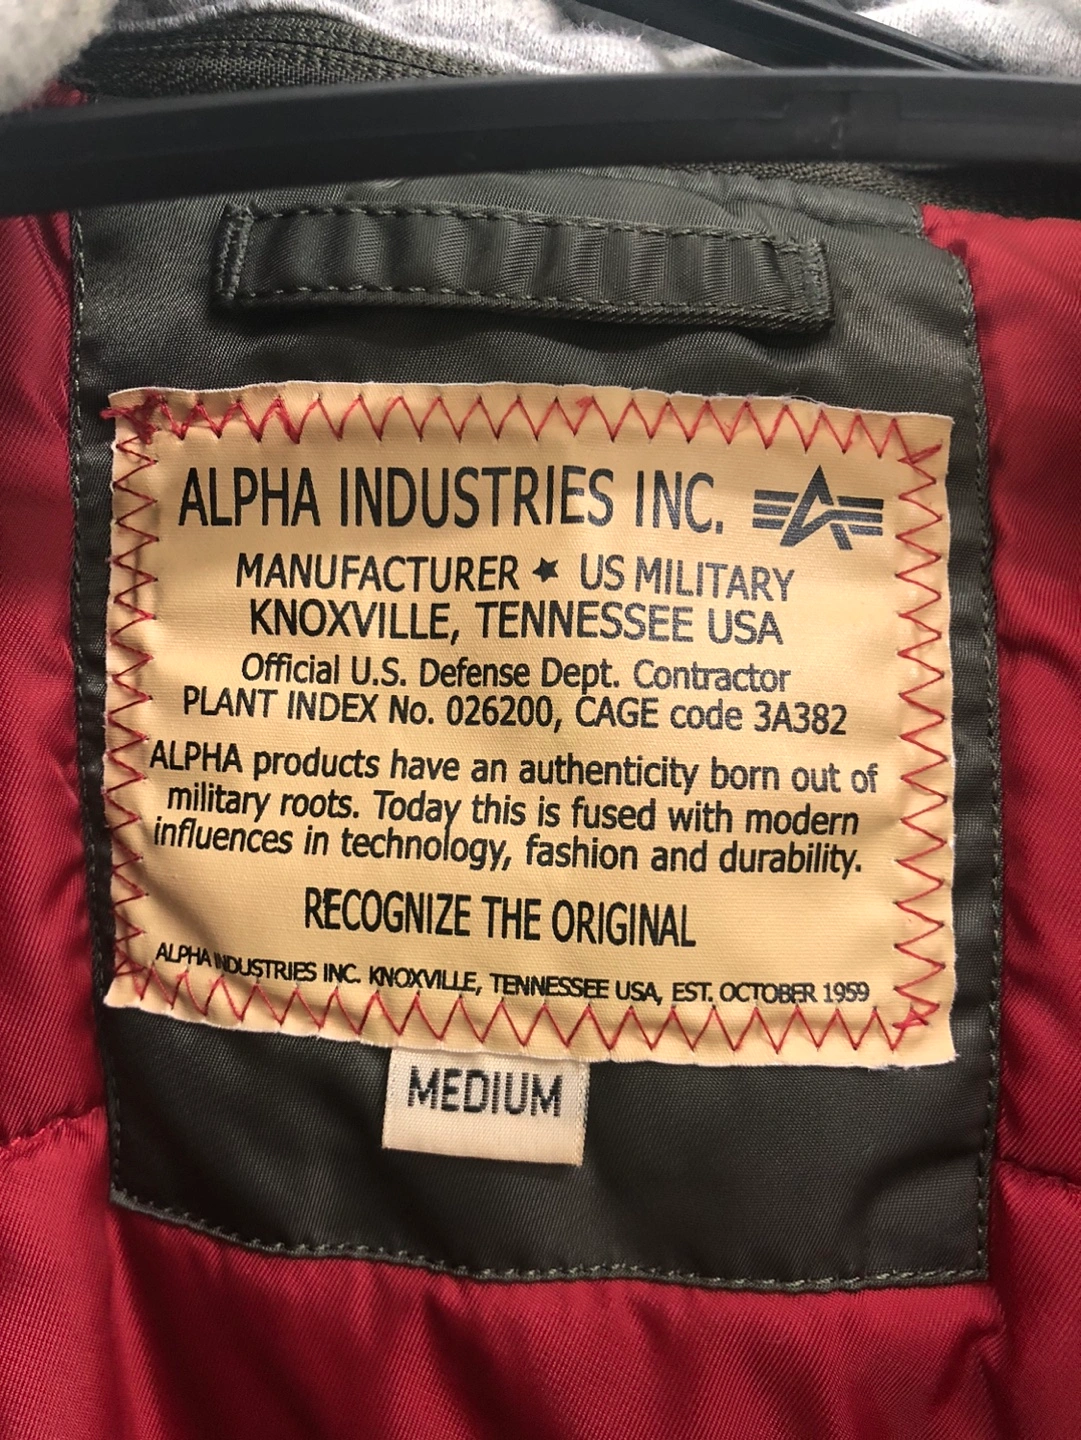 ALPHA INDUSTRIES INC.
MANUFACTURER ★ US MILITARY
KNOXVILLE, TENNESSEE USA
Official U.S. Defense Dept. Contractor
PLANT INDEX No. 026200, CAGE code 3A382
ALPHA products have an authenticity born out of
military roots. Today this is fused with modern
influences in technology, fashion and durability.
RECOGNIZE THE ORIGINAL
ALPHA INDUSTRIES INC. KNOXVILLE, TENNESSEE USA, EST. OCTOBER 1959
MEDIUM